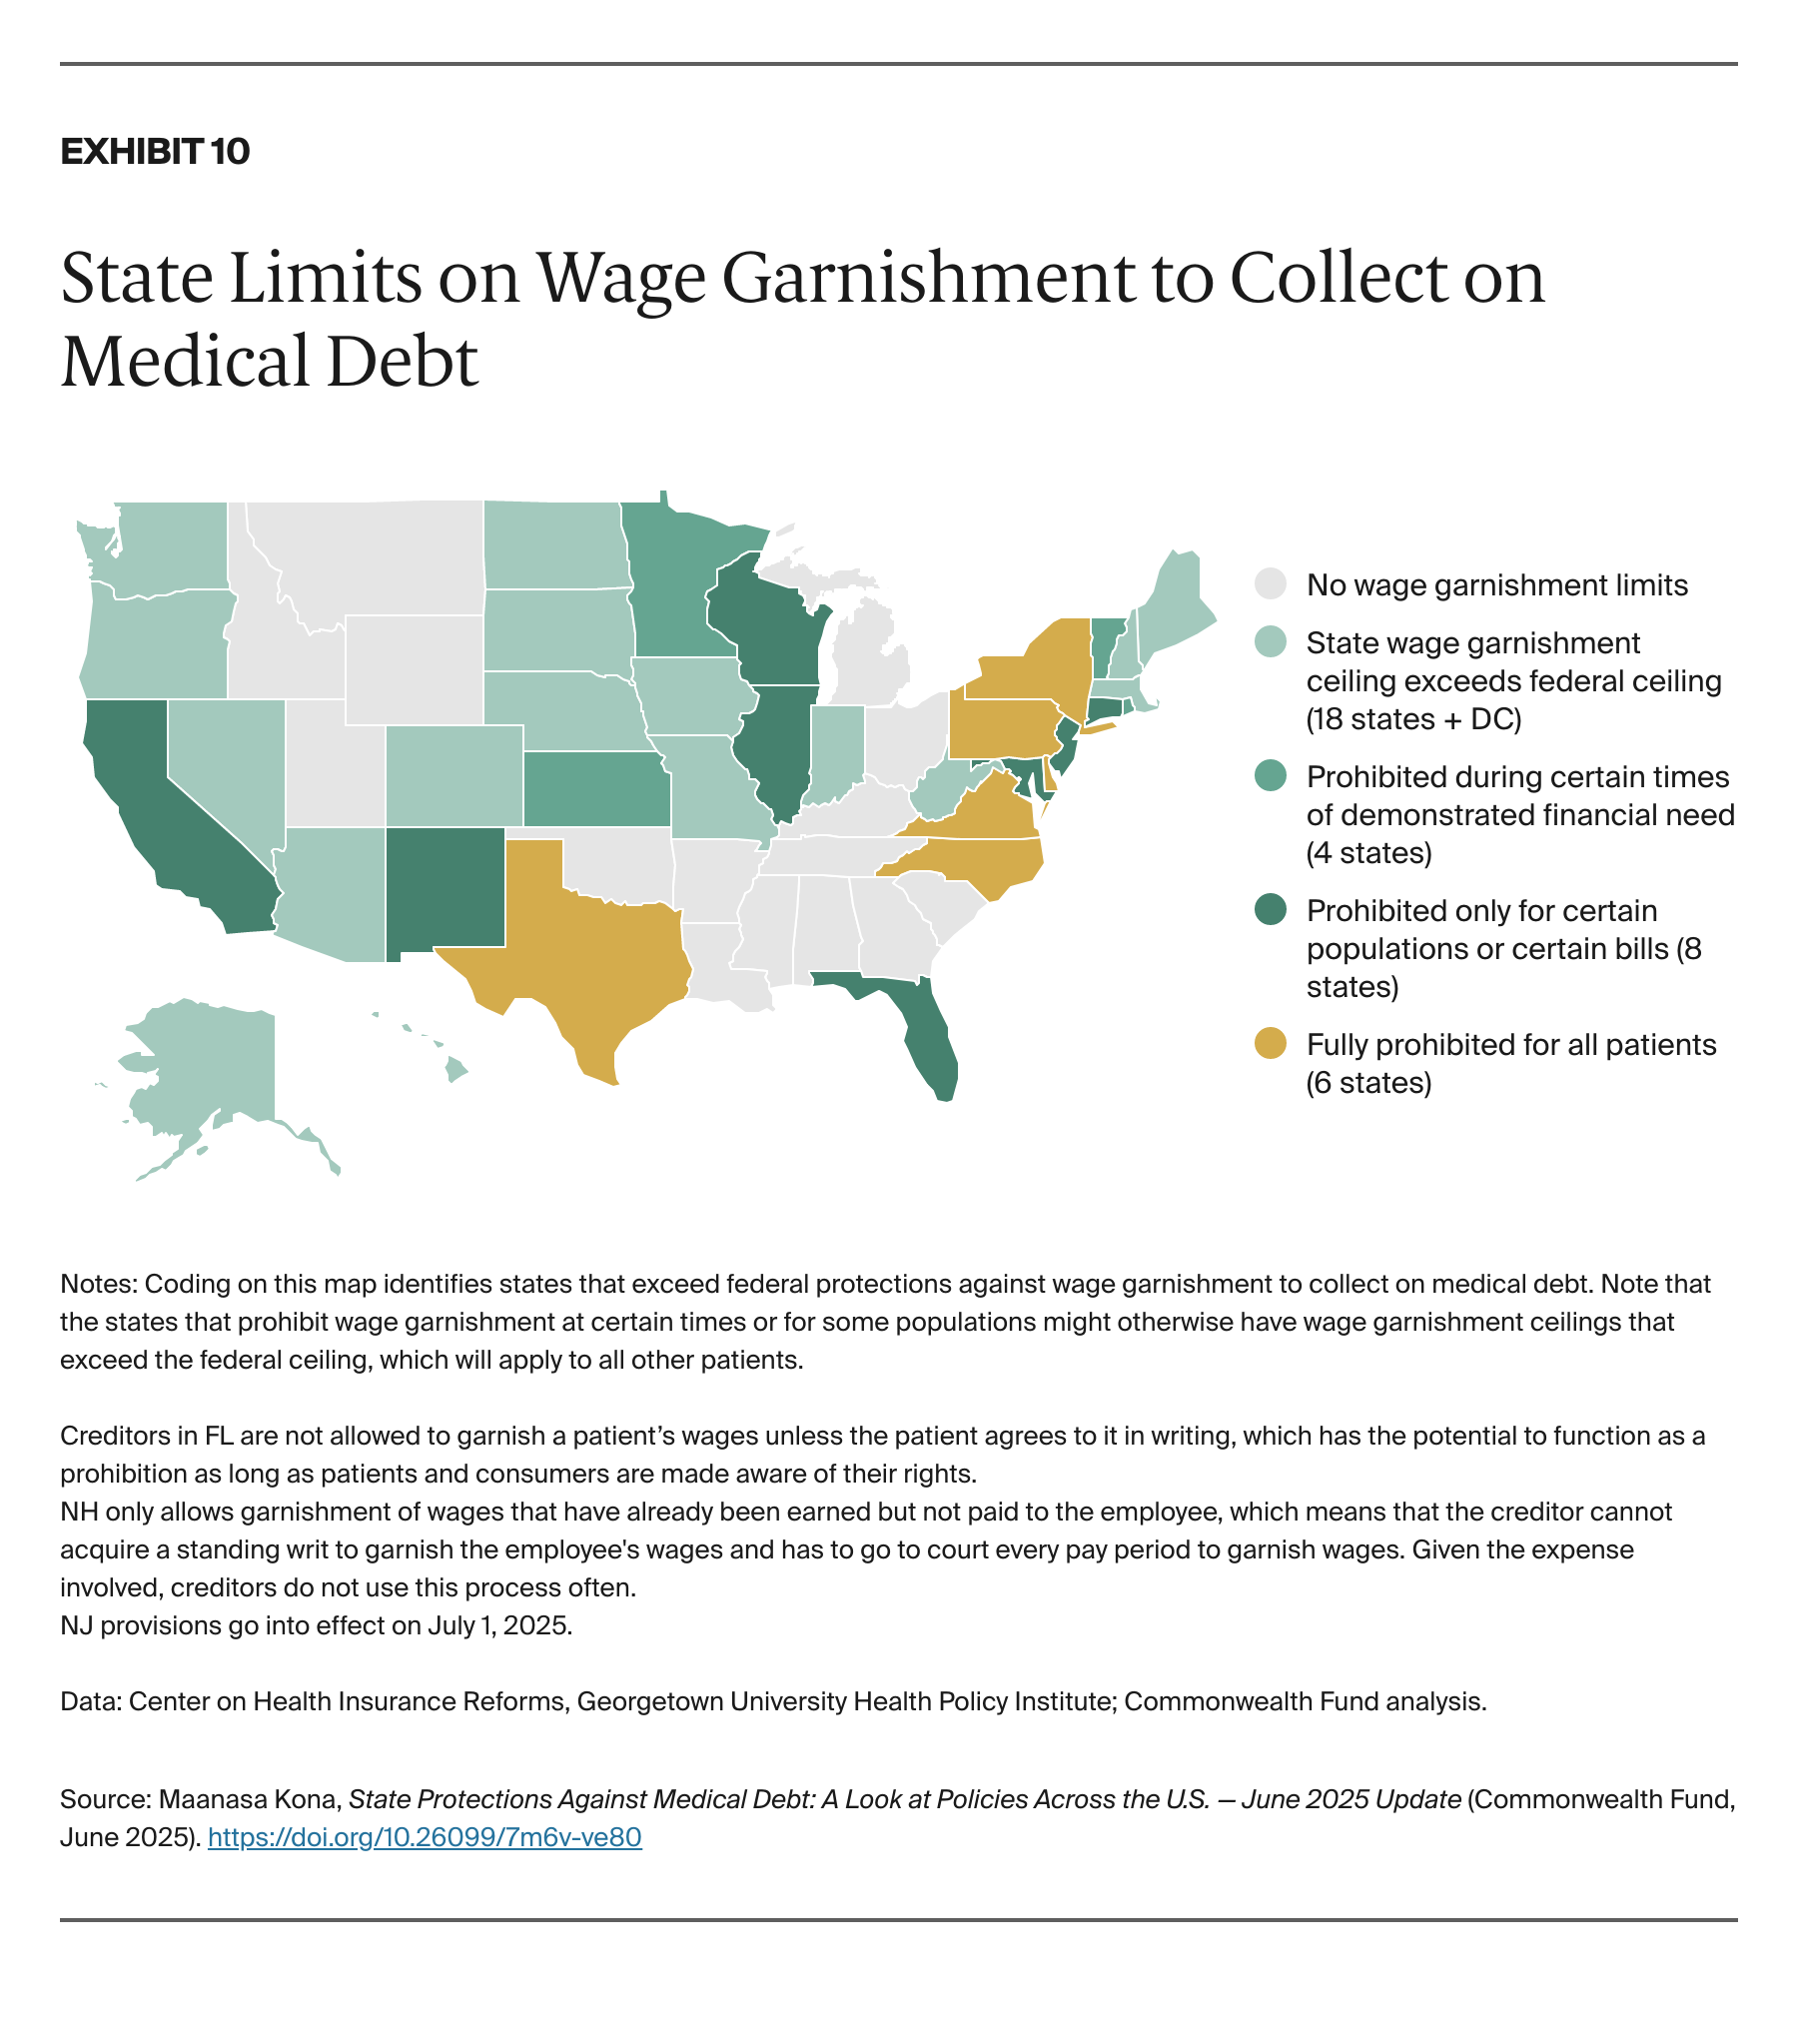 EXHIBIT 10
State Limits on Wage Garnishment to Collect on
Medical Debt
No wage garnishment limits
State wage garnishment
ceiling exceeds federal ceiling
(18 states + DC)
Prohibited during certain times
of demonstrated financial need
(4 states)
Prohibited only for certain
populations or certain bills (8
states)
Fully prohibited for all patients
(6 states)
Notes: Coding on this map identifies states that exceed federal protections against wage garnishment to collect on medical debt. Note that
the states that prohibit wage garnishment at certain times or for some populations might otherwise have wage garnishment ceilings that
exceed the federal ceiling, which will apply to all other patients.
Creditors in FL are not allowed to garnish a patient’s wages unless the patient agrees to it in writing, which has the potential to function as a
prohibition as long as patients and consumers are made aware of their rights.
NH only allows garnishment of wages that have already been earned but not paid to the employee, which means that the creditor cannot
acquire a standing writ to garnish the employee's wages and has to go to court every pay period to garnish wages. Given the expense
involved, creditors do not use this process often.
NJ provisions go into effect on July 1, 2025.
Data: Center on Health Insurance Reforms, Georgetown University Health Policy Institute; Commonwealth Fund analysis.
Source: Maanasa Kona, State Protections Against Medical Debt: A Look at Policies Across the U.S. — June 2025 Update (Commonwealth Fund,
June 2025). https://doi.org/10.26099/7m6v-ve80